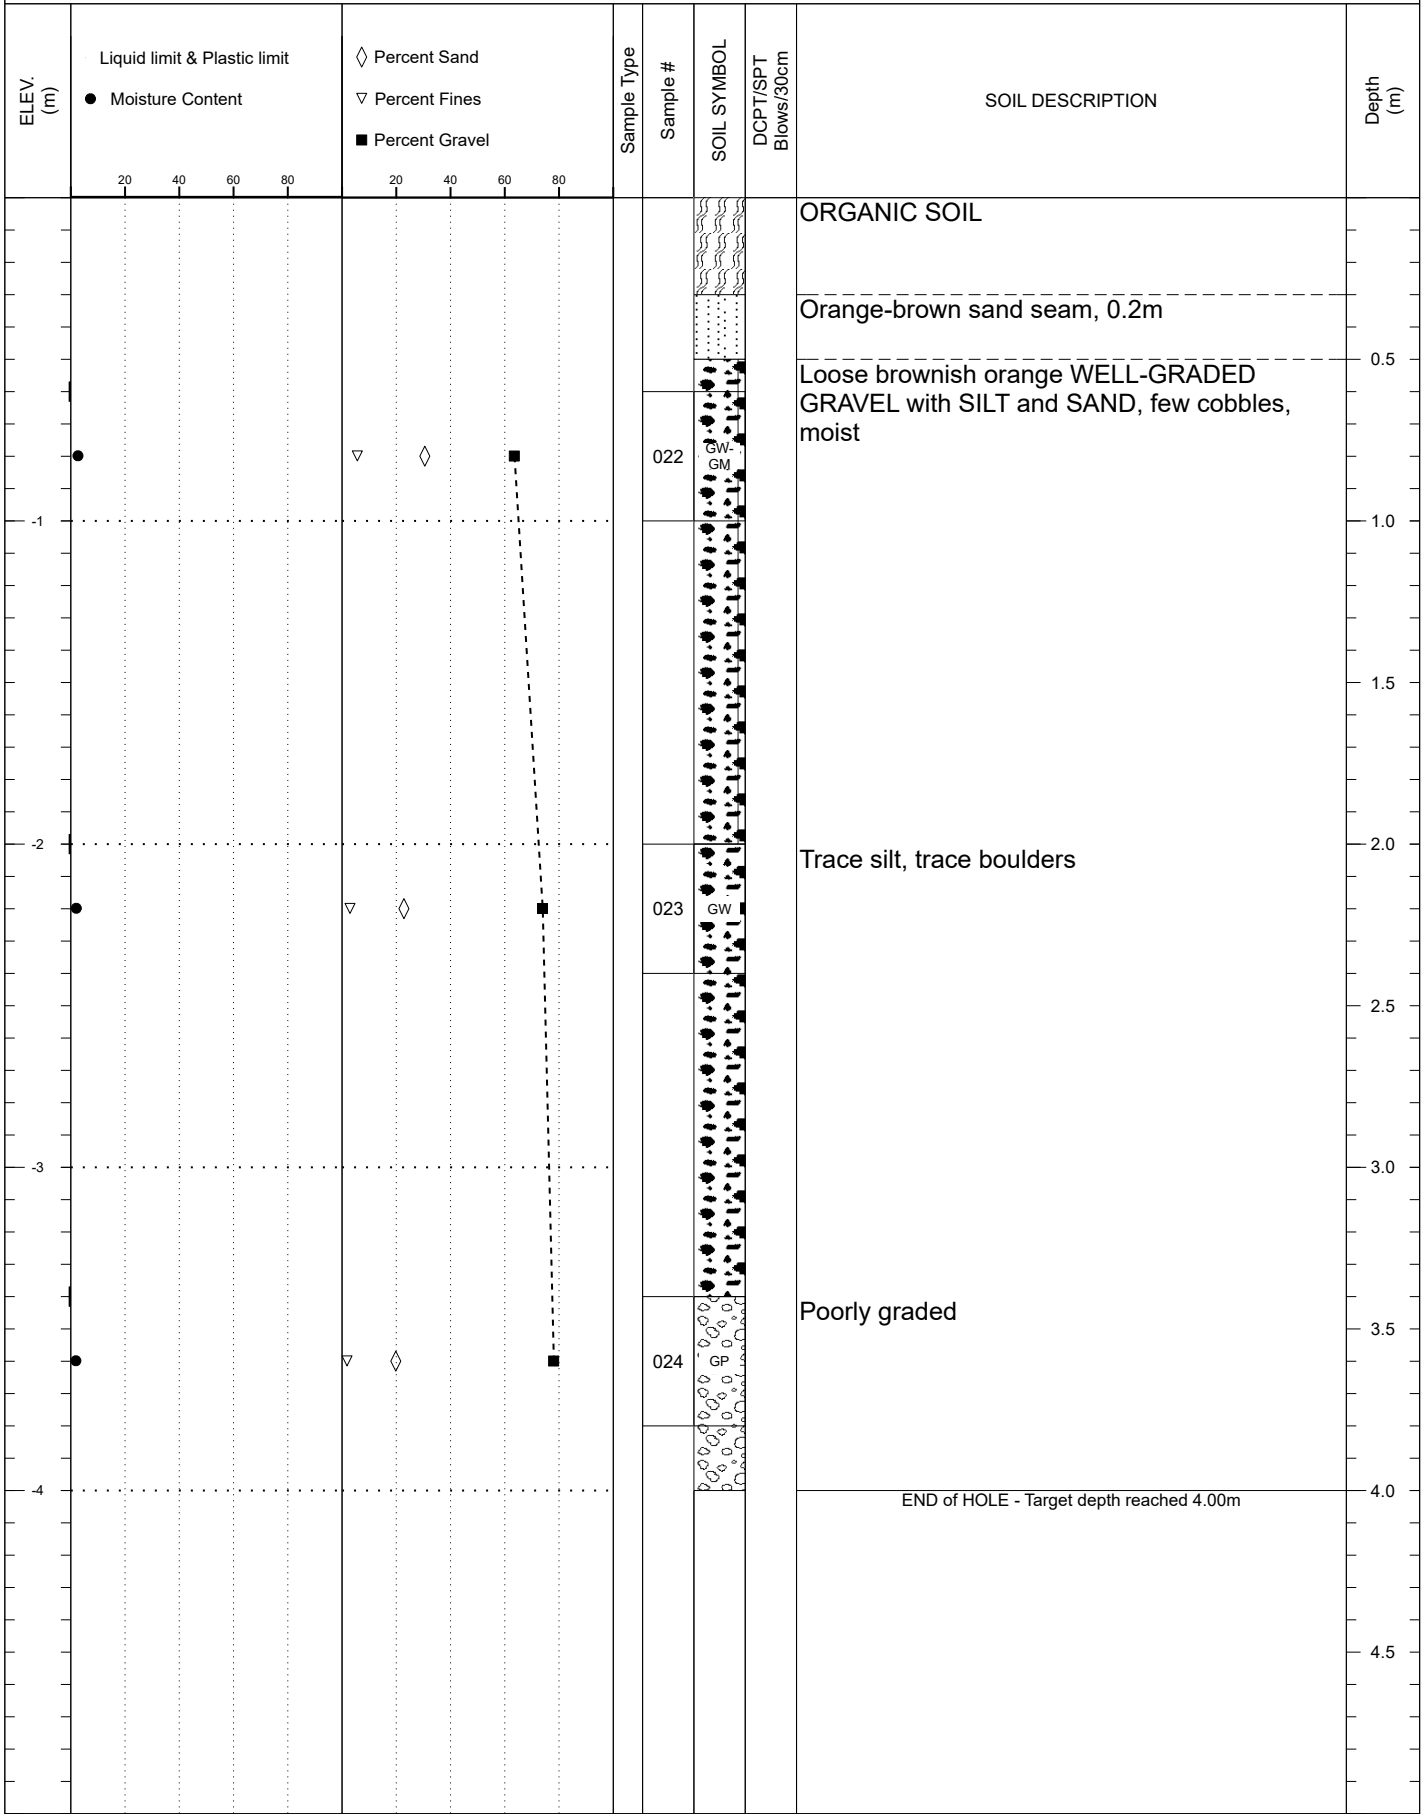 ELEV.
(m)
Liquid limit & Plastic limit
Moisture Content
Percent Sand
Percent Fines
Percent Gravel
20 40 60 80
20 40 60 80
Sample Type
Sample #
SOIL SYMBOL
DCPT/SPT
Blows/30cm
SOIL DESCRIPTION
Depth
(m)
ORGANIC SOIL
Orange-brown sand seam, 0.2m
0.5
Loose brownish orange WELL-GRADED
GRAVEL with SILT and SAND, few cobbles,
moist
022
GW-
GM
-1
1.0
1.5
-2
2.0
Trace silt, trace boulders
023
GW
2.5
-3
3.0
Poorly graded
3.5
024
GP
-4
4.0
END of HOLE - Target depth reached 4.00m
4.5